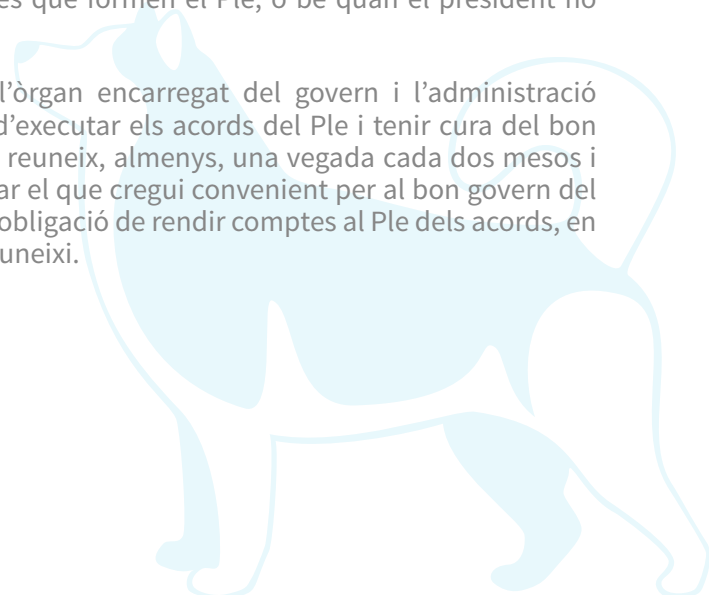 es que formen el Ple, o bé quan el president ho
l’òrgan encarregat del govern i l’administració
d’executar els acords del Ple i tenir cura del bon
reuneix, almenys, una vegada cada dos mesos i
ar el que cregui convenient per al bon govern del
obligació de rendir comptes al Ple dels acords, en
uneixi.